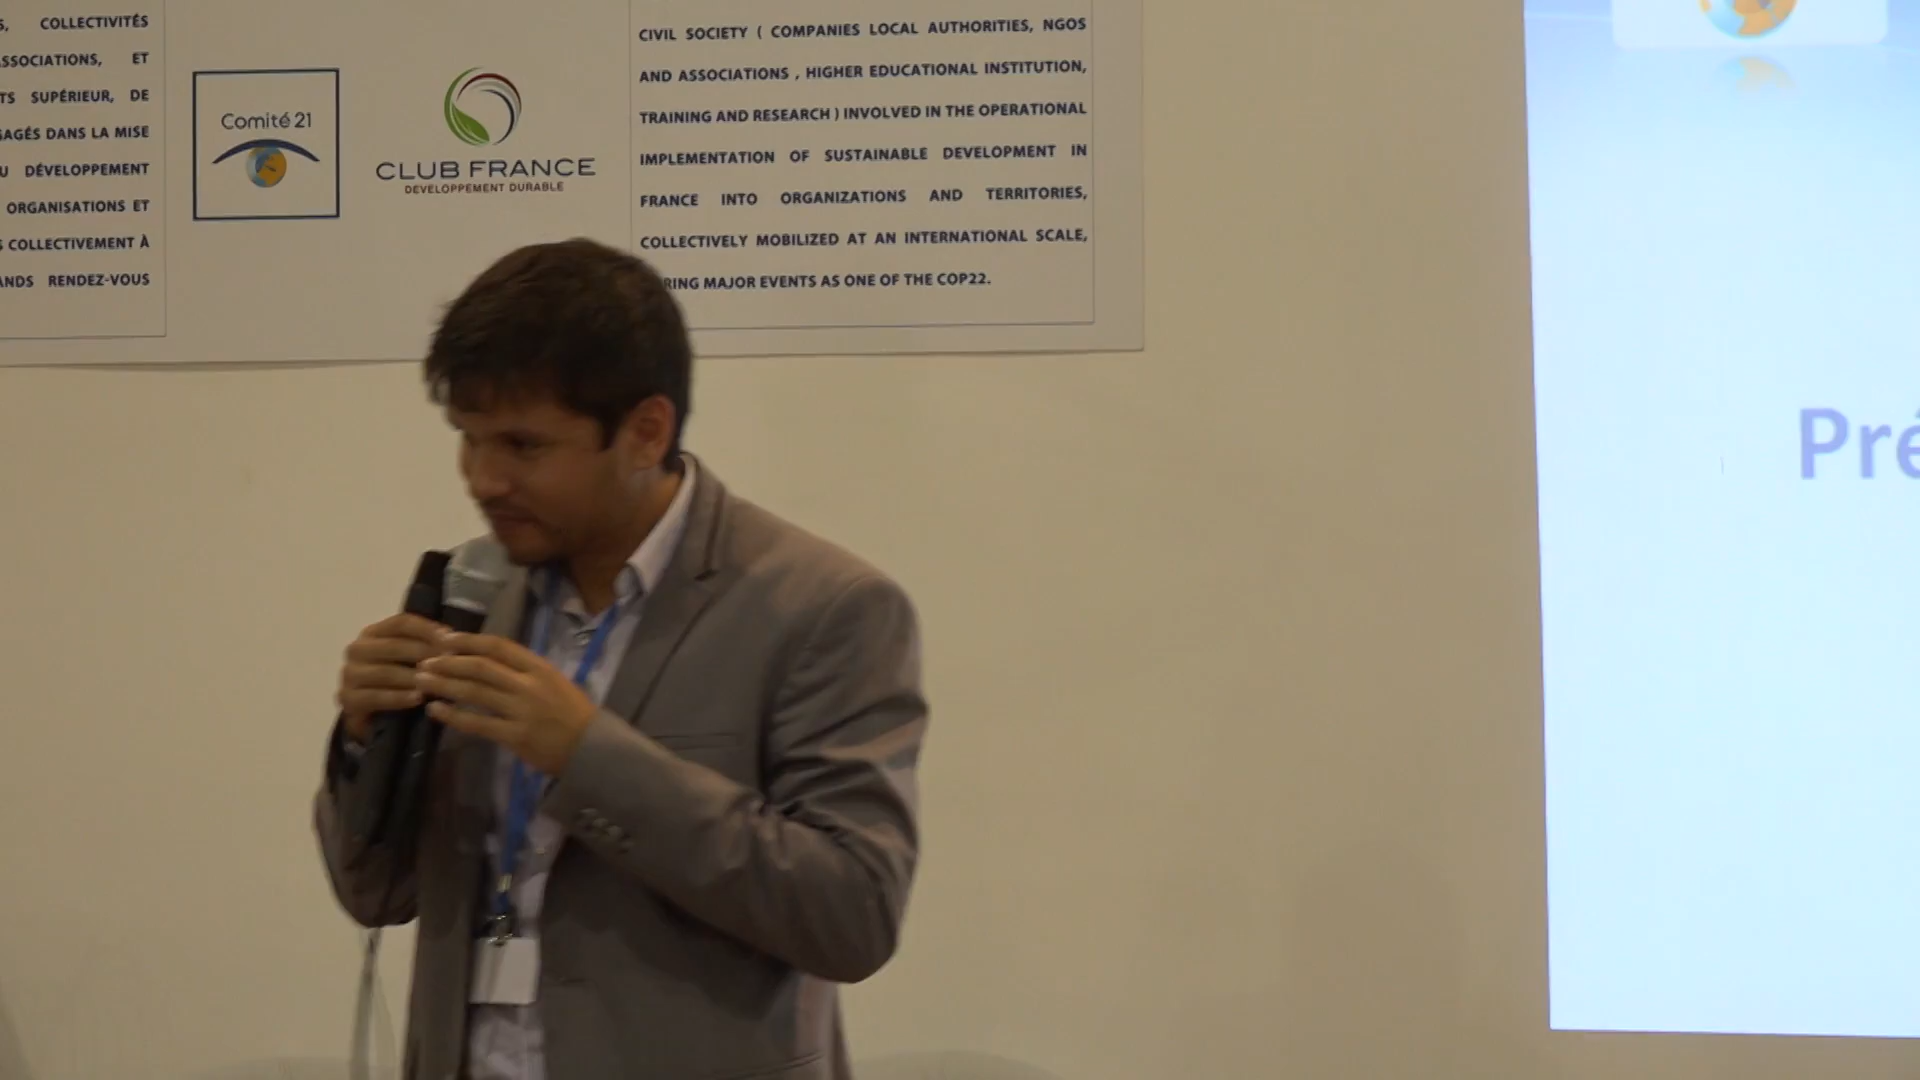 S, COLLECTIVITÉS
SSOCIATIONS, ET
TS SUPÉRIEUR, DE
AGÉS DANS LA MISE
U DÉVELOPPEMENT
ORGANISATIONS ET
S COLLECTIVEMENT À
ANDS RENDEZ-VOUS
Comité 21
CLUB FRANCE
DEVELOPPEMENT DURABLE
CIVIL SOCIETY ( COMPANIES LOCAL AUTHORITIES, NGOS
AND ASSOCIATIONS , HIGHER EDUCATIONAL INSTITUTION,
TRAINING AND RESEARCH ) INVOLVED IN THE OPERATIONAL
IMPLEMENTATION OF SUSTAINABLE DEVELOPMENT IN
FRANCE INTO ORGANIZATIONS AND TERRITORIES,
COLLECTIVELY MOBILIZED AT AN INTERNATIONAL SCALE,
RING MAJOR EVENTS AS ONE OF THE COP22.
Pré